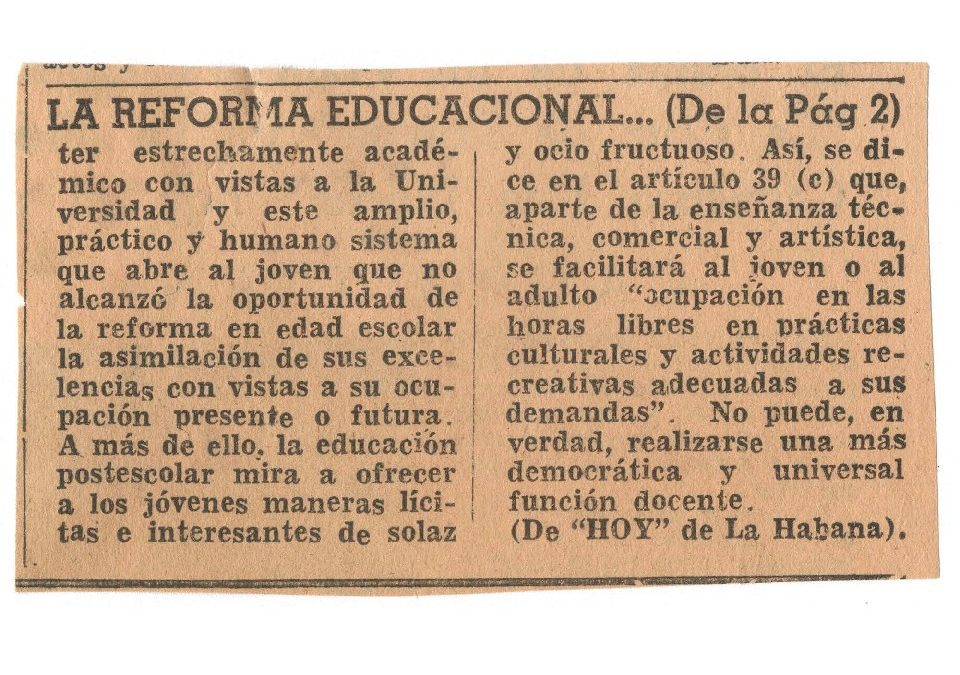 LA REFORMA EDUCACIONAL... (De la Pág 2)
ter estrechamente acadé-
mico con vistas a la Uni-
versidad y este amplio,
práctico y humano sistema
que abre al joven que no
alcanzó la oportunidad de
la reforma en edad escolar
la asimilación de sus exce-
lencias con vistas a su ocu-
pación presente o futura.
A más de ello, la educación
postescolar mira a ofrecer
a los jóvenes maneras líci-
tas e interesantes de solaz
y ocio fructuoso. Así, se di-
ce en el artículo 39 (c) que,
aparte de la enseñanza téc-
nica, comercial y artística,
se facilitará al joven o al
adulto “ocupación en las
horas libres en prácticas
culturales y actividades re-
creativas adecuadas a sus
demandas”. No puede, en
verdad, realizarse una más
democrática y universal
función docente.
(De “HOY” de La Habana).